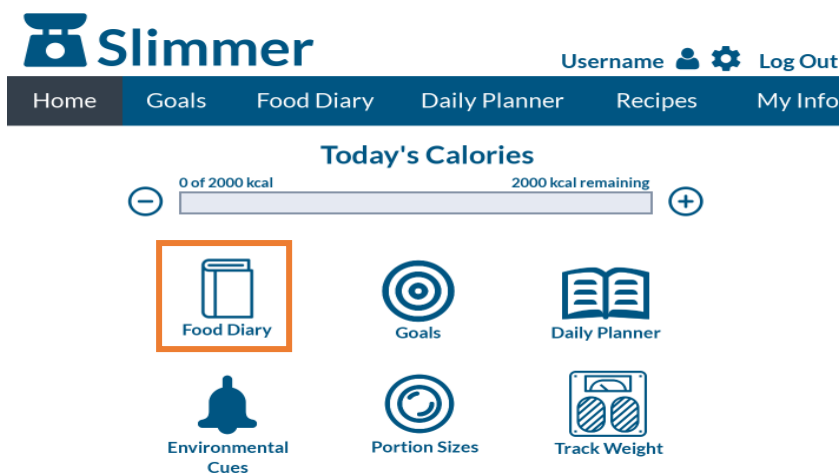 Slimmer
Username Log Out
Home Goals Food Diary Daily Planner Recipes My Info
Today's Calories
0 of 2000 kcal 2000 kcal remaining
Food Diary Goals Daily Planner
Environmental Portion Sizes Track Weight
Cues